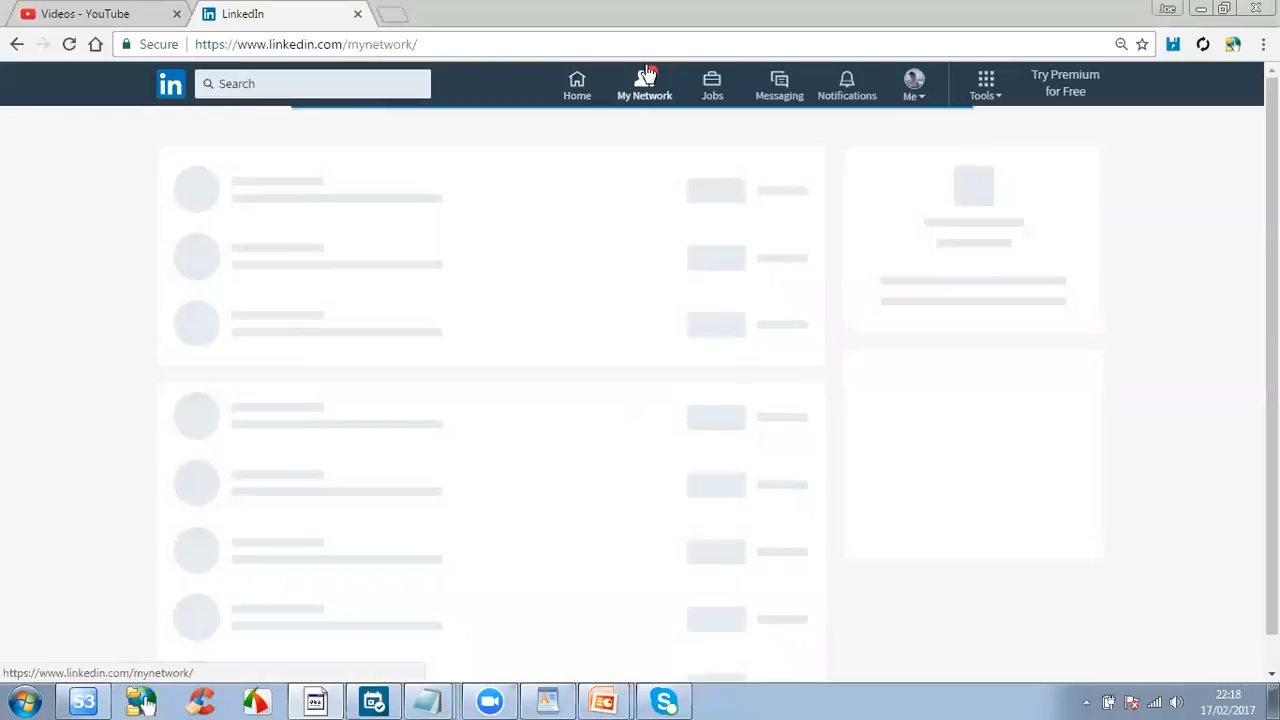 Videos - YouTube
LinkedIn
Joe
Secure
https://www.linkedin.com/mynetwork/
in
Search
Home
My Network
Jobs
Messaging
Notifications
Me
Tools
Try Premium
for Free
https://www.linkedin.com/mynetwork/
S3
22:18
17/02/2017